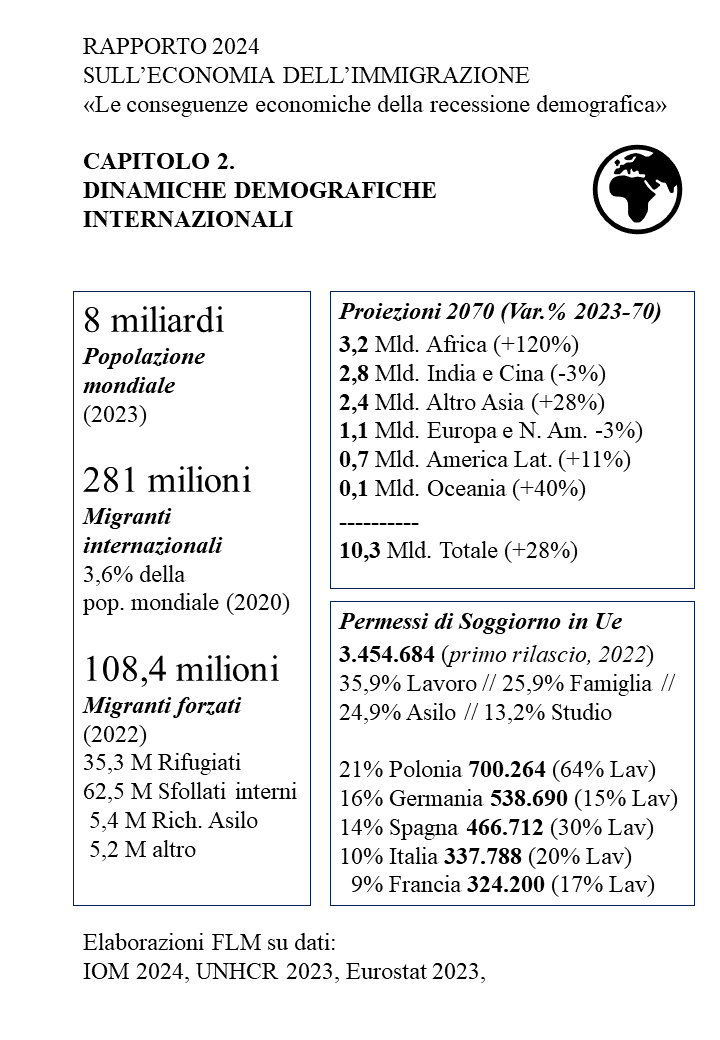 RAPPORTO 2024
SULL’ECONOMIA DELL’IMMIGRAZIONE
«Le conseguenze economiche della recessione demografica»
CAPITOLO 2.
DINAMICHE DEMOGRAFICHE
INTERNAZIONALI
8 miliardi
Popolazione
mondiale
(2023)
281 milioni
Migranti
internazionali
3,6% della
pop. mondiale (2020)
108,4 milioni
Migranti forzati
(2022)
35,3 M Rifugiati
62,5 M Sfollati interni
5,4 M Rich. Asilo
5,2 M altro
Proiezioni 2070 (Var.% 2023-70)
3,2 Mld. Africa (+120%)
2,8 Mld. India e Cina (-3%)
2,4 Mld. Altro Asia (+28%)
1,1 Mld. Europa e N. Am. -3%)
0,7 Mld. America Lat. (+11%)
0,1 Mld. Oceania (+40%)
----------
10,3 Mld. Totale (+28%)
Permessi di Soggiorno in Ue
3.454.684 (primo rilascio, 2022)
35,9% Lavoro // 25,9% Famiglia //
24,9% Asilo // 13,2% Studio
21% Polonia 700.264 (64% Lav)
16% Germania 538.690 (15% Lav)
14% Spagna 466.712 (30% Lav)
10% Italia 337.788 (20% Lav)
9% Francia 324.200 (17% Lav)
Elaborazioni FLM su dati:
IOM 2024, UNHCR 2023, Eurostat 2023,